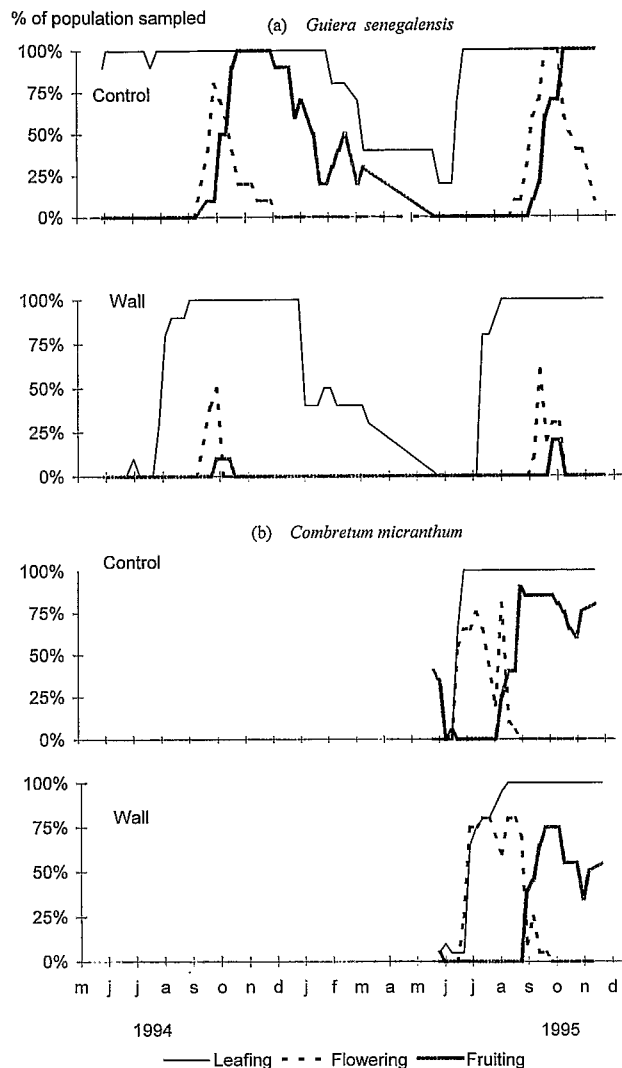 % of population sampled
(a) Guiera senegalensis
100%
Control
75%
50%
25%
0%
Wall
100%
75%
50%
25%
0%
(b) Combretum micranthum
Control
100%
75%
50%
25%
0%
Wall
100%
75%
50%
25%
0%
m j j a s o n d j f m a m j j a s o n d
1994 1995
Leafing Flowering Fruiting